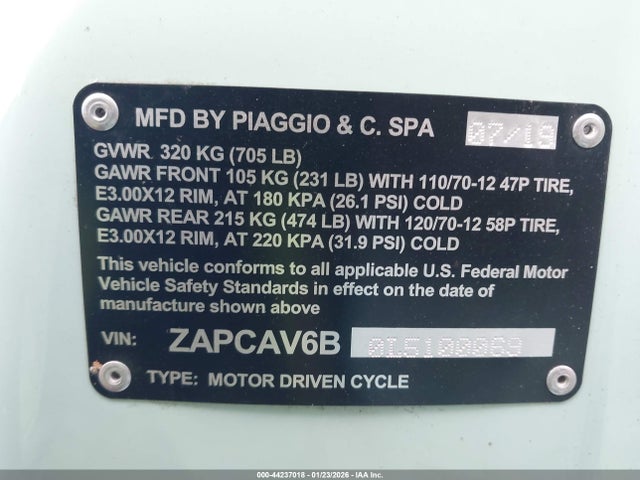 MFD BY PIAGGIO & C. SPA 07/19
GVWR 320 KG (705 LB)
GAWR FRONT 105 KG (231 LB) WITH 110/70-12 47P TIRE,
E3.00X12 RIM, AT 180 KPA (26.1 PSI) COLD
GAWR REAR 215 KG (474 LB) WITH 120/70-12 58P TIRE,
E3.00X12 RIM, AT 220 KPA (31.9 PSI) COLD
This vehicle conforms to all applicable U.S. Federal Motor
Vehicle Safety Standards in effect on the date of
manufacture shown above
VIN: ZAPCAV6B
TYPE: MOTOR DRIVEN CYCLE
000-44237018 - 01/23/2026 - IAA Inc.